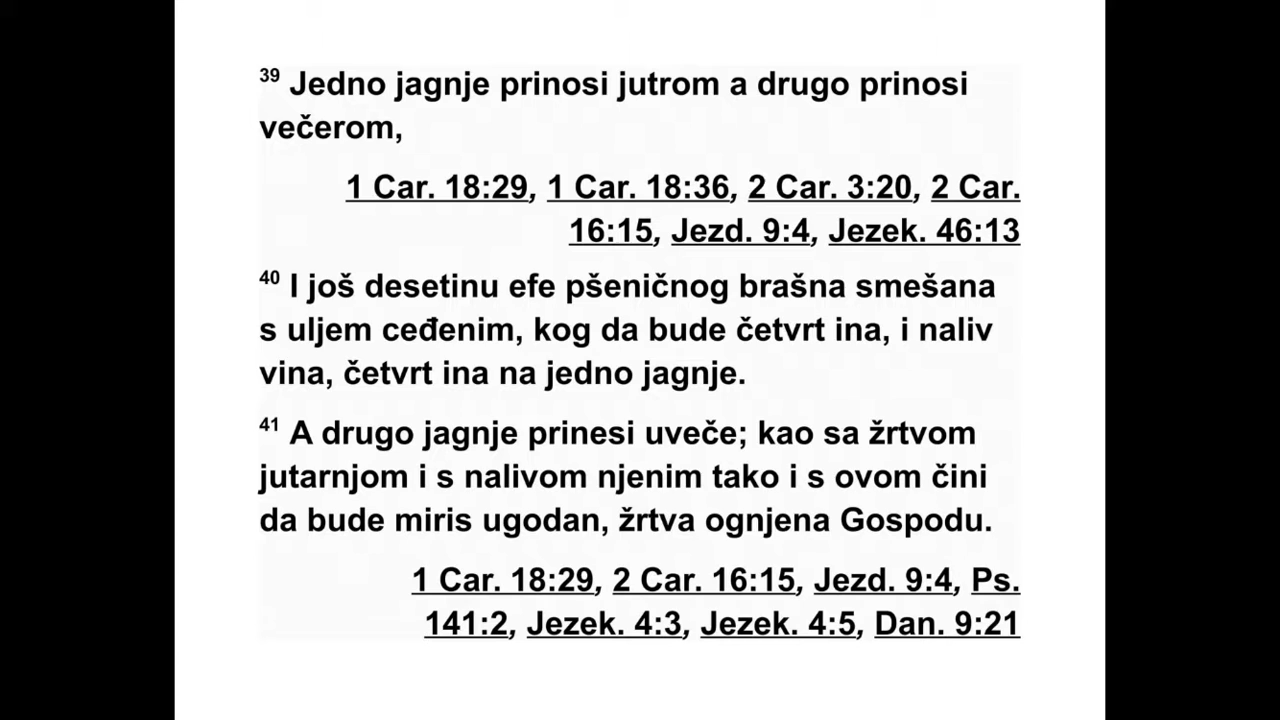 39 Jedno jagnje prinosi jutrom a drugo prinosi
večerom,
1 Car. 18:29, 1 Car. 18:36, 2 Car. 3:20, 2 Car.
16:15, Jezd. 9:4, Jezek. 46:13
40 I još desetinu efe pšeničnog brašna smešana
s uljem ceđenim, kog da bude četvrt ina, i naliv
vina, četvrt ina na jedno jagnje.
41 A drugo jagnje prinesi uveče; kao sa žrtvom
jutarnjom i s nalivom njenim tako i s ovom čini
da bude miris ugodan, žrtva ognjena Gospodu.
1 Car. 18:29, 2 Car. 16:15, Jezd. 9:4, Ps.
141:2, Jezek. 4:3, Jezek. 4:5, Dan. 9:21